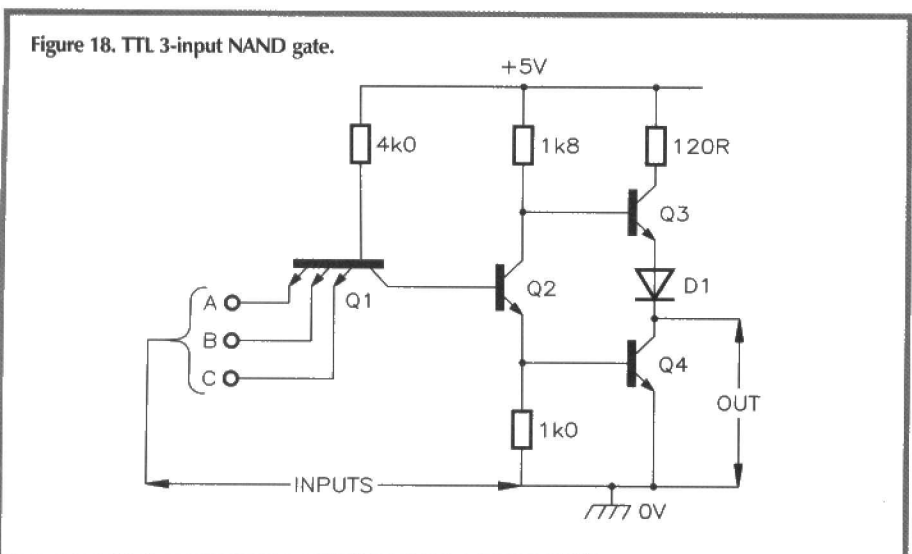 Figure 18. TTL 3-input NAND gate.
+5V
4k0
1k8
120R
Q3
Q1
Q2
D1
A
B
C
Q4
OUT
1k0
INPUTS
0V